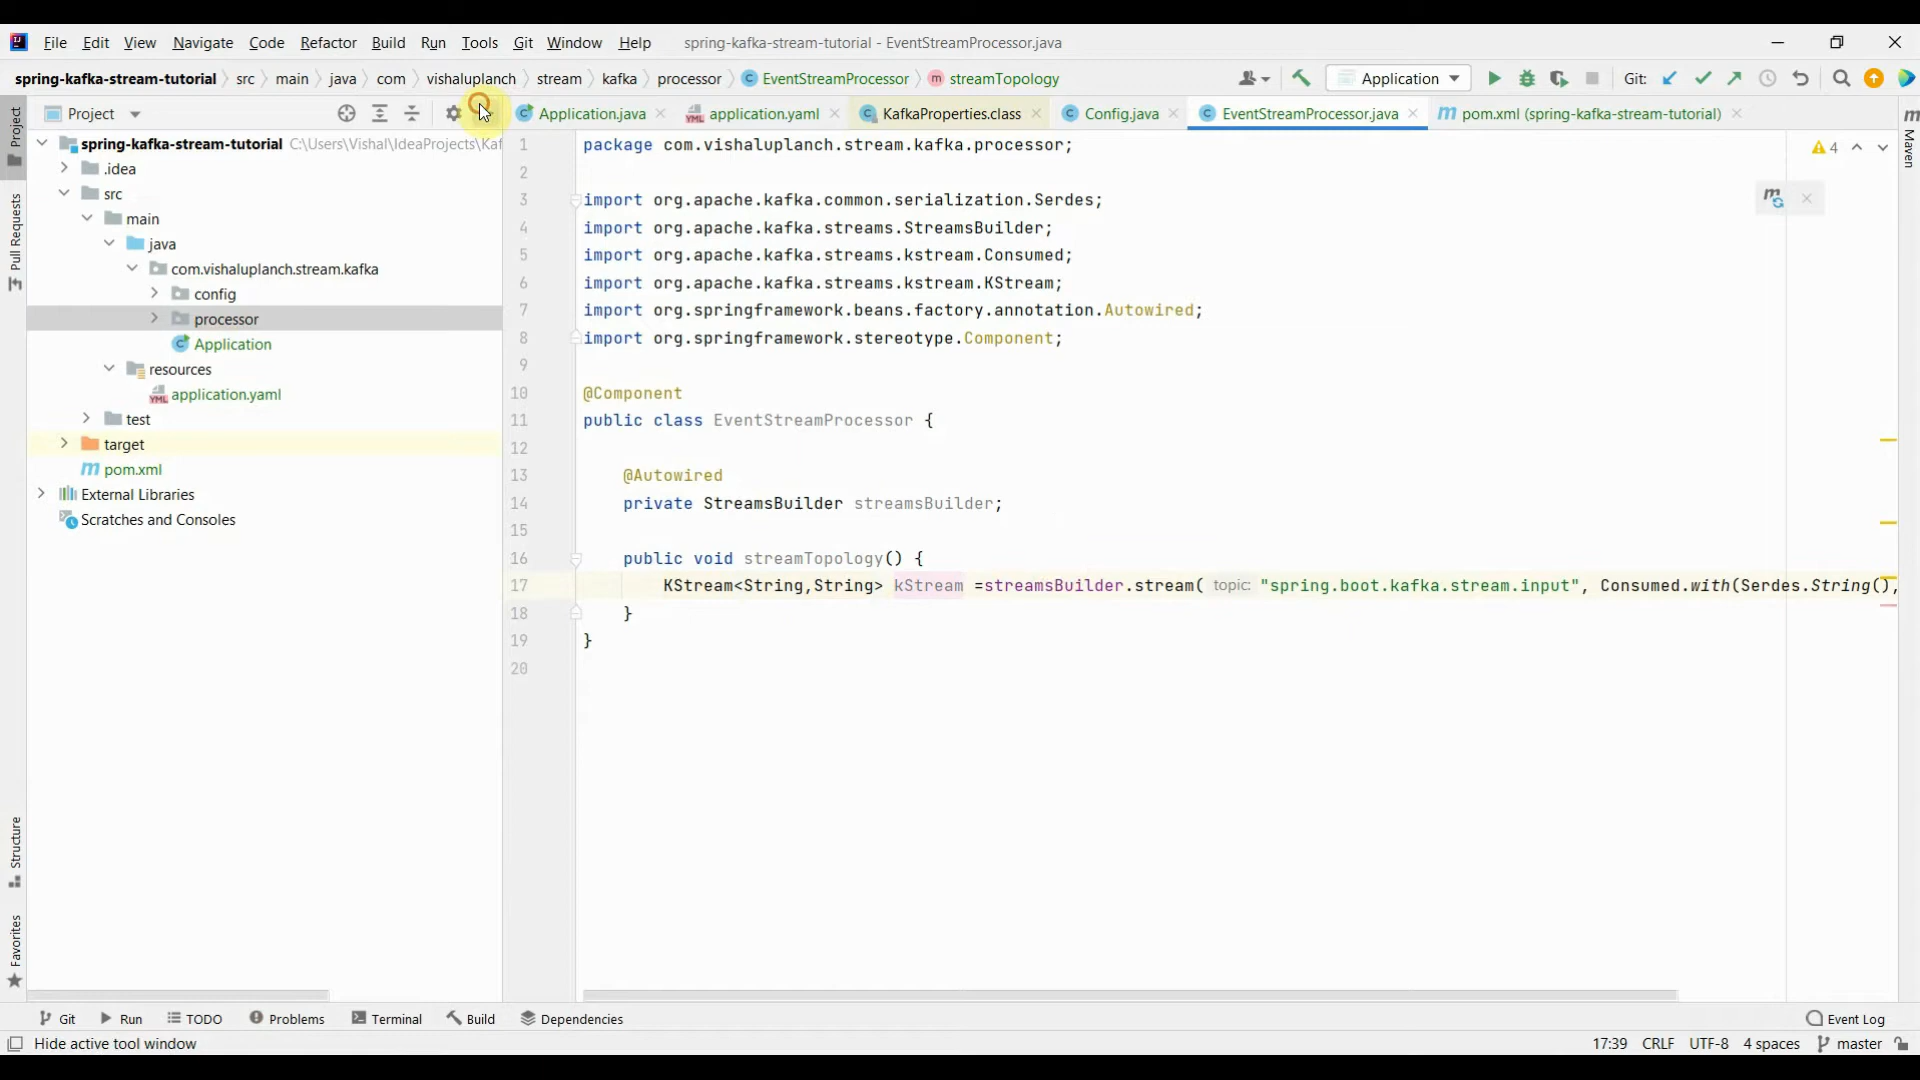 File Edit View Navigate Code Refactor Build Run Tools Git Window Help spring-kafka-stream-tutorial - EventStreamProcessor.java
spring-kafka-stream-tutorial src main java com vishaluplanch stream kafka processor EventStreamProcessor streamTopology Application Git:
Project Application.java application.yaml KafkaProperties.class Config.java EventStreamProcessor.java pom.xml (spring-kafka-stream-tutorial)
Project
Pull Requests
Structure
Favorites
Maven
spring-kafka-stream-tutorial C:\Users\Vishal\IdeaProjects\Kaf
.idea
src
main
java
com.vishaluplanch.stream.kafka
config
processor
Application
resources
application.yaml
test
target
pom.xml
External Libraries
Scratches and Consoles
4
1 package com.vishaluplanch.stream.kafka.processor;
2
3 import org.apache.kafka.common.serialization.Serdes;
4 import org.apache.kafka.streams.StreamsBuilder;
5 import org.apache.kafka.streams.kstream.Consumed;
6 import org.apache.kafka.streams.kstream.KStream;
7 import org.springframework.beans.factory.annotation.Autowired;
8 import org.springframework.stereotype.Component;
9
10 @Component
11 public class EventStreamProcessor {
12
13 @Autowired
14 private StreamsBuilder streamsBuilder;
15
16 public void streamTopology() {
17 KStream<String,String> kStream =streamsBuilder.stream( topic: "spring.boot.kafka.stream.input", Consumed.with(Serdes.String(),
18 }
19 }
20
Git Run TODO Problems Terminal Build Dependencies Event Log
Hide active tool window 17:39 CRLF UTF-8 4 spaces master